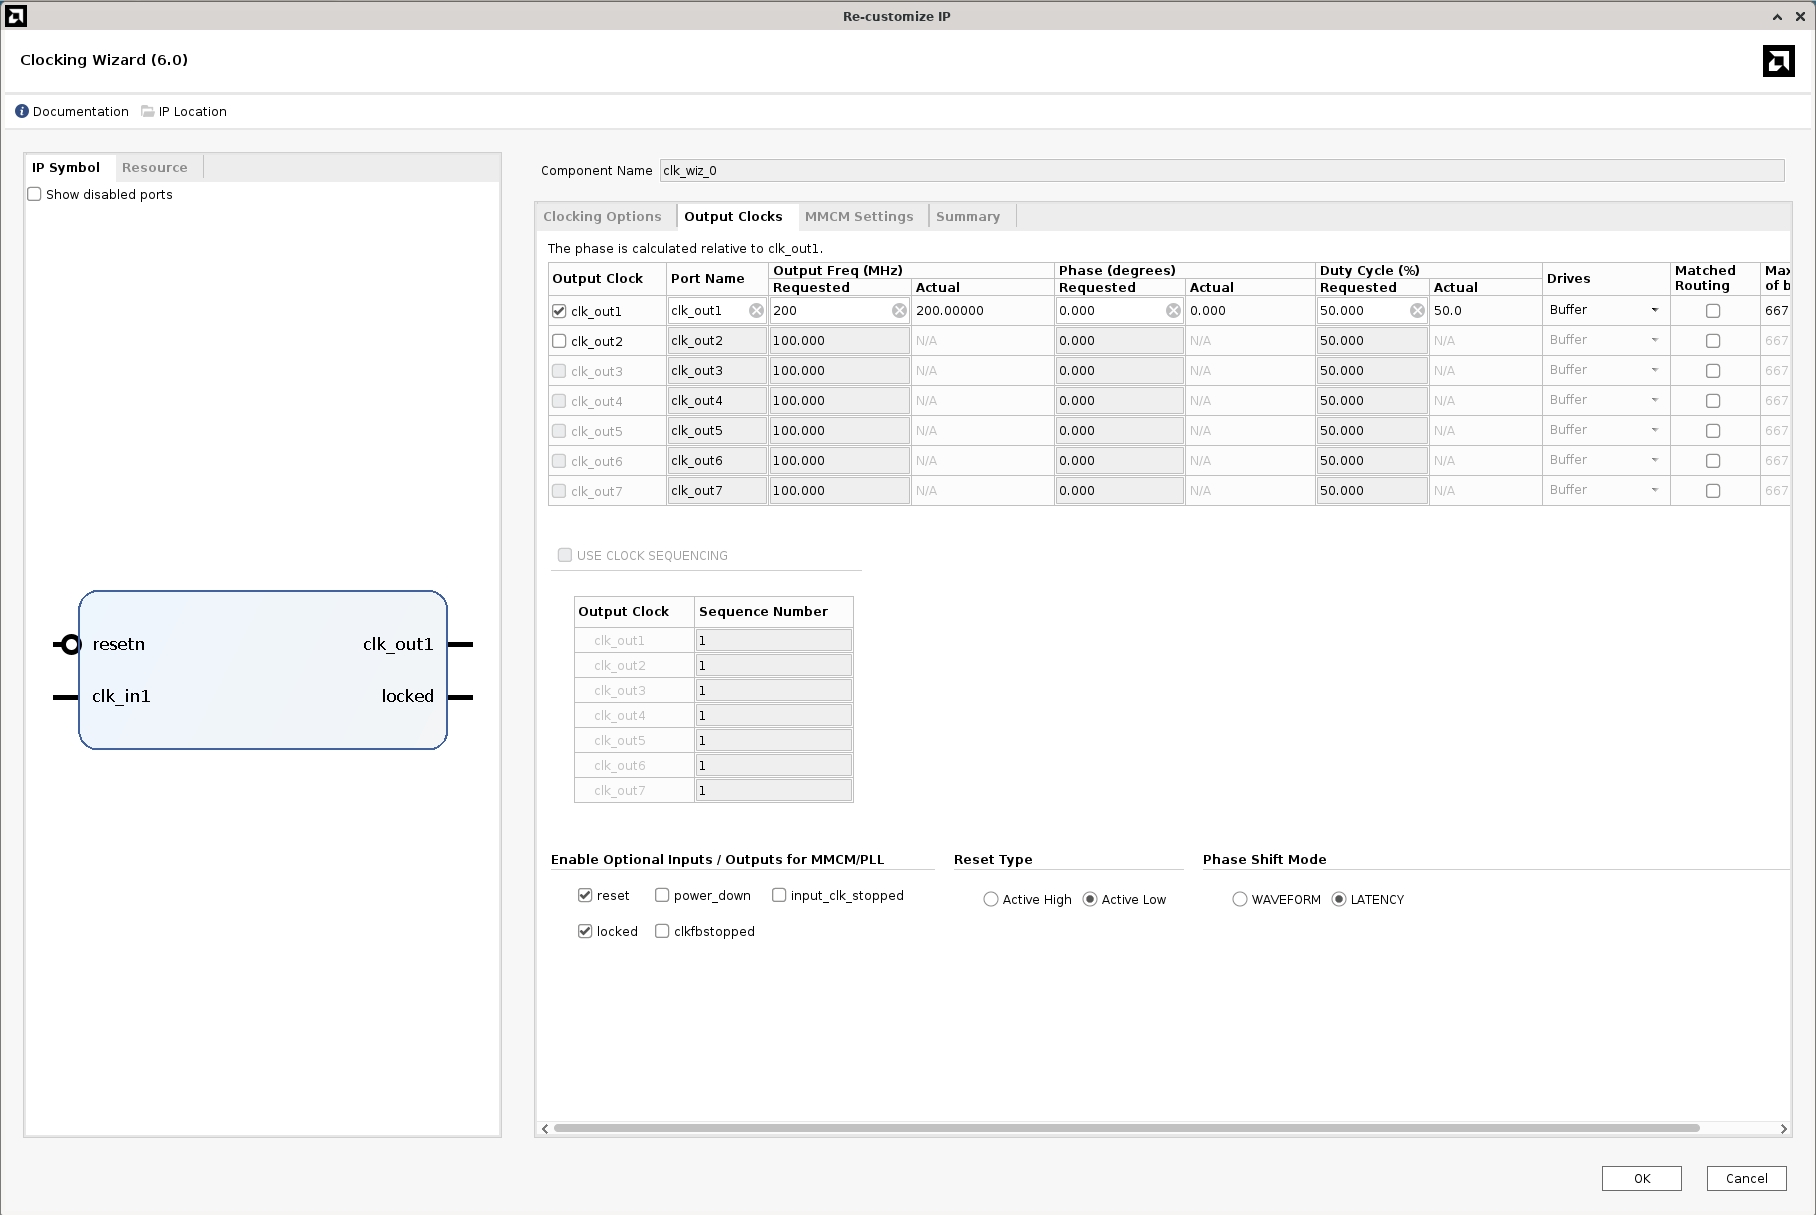 Re-customize IP
Clocking Wizard (6.0)
Documentation IP Location
IP Symbol Resource
Show disabled ports
resetn clk_out1
clk_in1 locked
Component Name clk_wiz_0
Clocking Options Output Clocks MMCM Settings Summary
The phase is calculated relative to clk_out1.
Output Clock Port Name Output Freq (MHz) Phase (degrees) Duty Cycle (%) Drives Matched Routing Max of b
Requested Actual Requested Actual Requested Actual
clk_out1 clk_out1 200 200.00000 0.000 0.000 50.000 50.0 Buffer 667
clk_out2 clk_out2 100.000 N/A 0.000 N/A 50.000 N/A Buffer 667
clk_out3 clk_out3 100.000 N/A 0.000 N/A 50.000 N/A Buffer 667
clk_out4 clk_out4 100.000 N/A 0.000 N/A 50.000 N/A Buffer 667
clk_out5 clk_out5 100.000 N/A 0.000 N/A 50.000 N/A Buffer 667
clk_out6 clk_out6 100.000 N/A 0.000 N/A 50.000 N/A Buffer 667
clk_out7 clk_out7 100.000 N/A 0.000 N/A 50.000 N/A Buffer 667
USE CLOCK SEQUENCING
Output Clock Sequence Number
clk_out1 1
clk_out2 1
clk_out3 1
clk_out4 1
clk_out5 1
clk_out6 1
clk_out7 1
Enable Optional Inputs / Outputs for MMCM/PLL Reset Type Phase Shift Mode
reset power_down input_clk_stopped Active High Active Low WAVEFORM LATENCY
locked clkfbstopped
OK Cancel